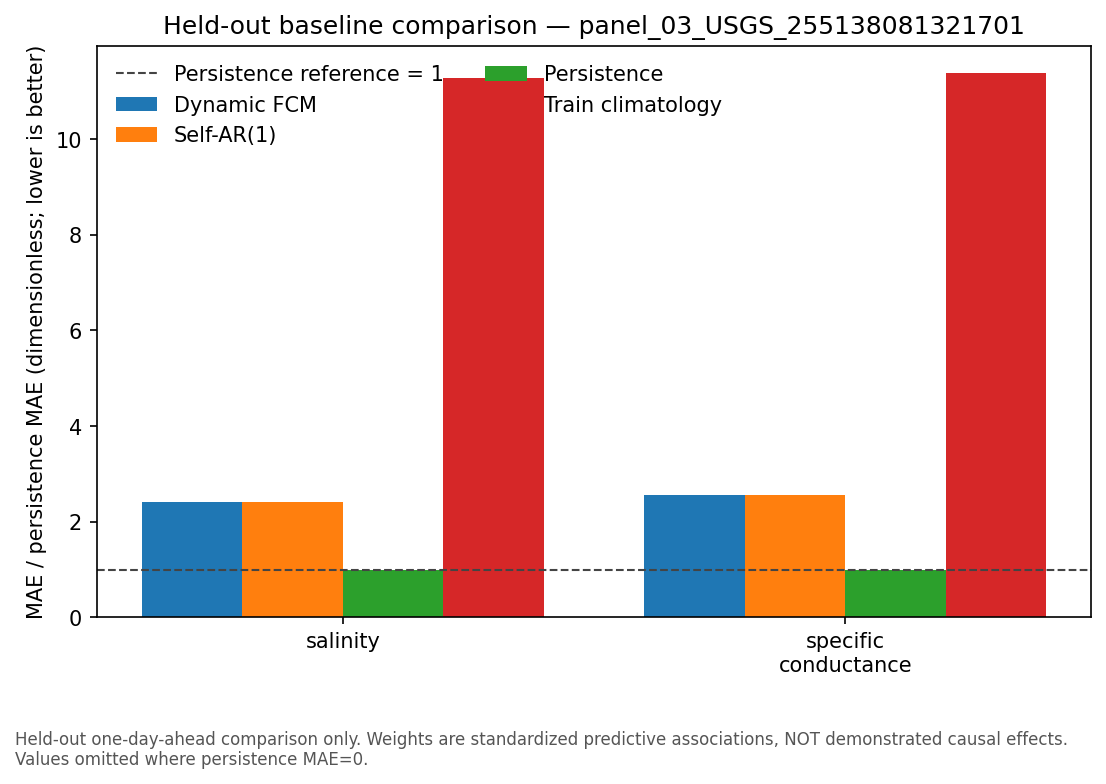 Held-out baseline comparison — panel_03_USGS_255138081321701
MAE / persistence MAE (dimensionless; lower is better)
Persistence reference = 1
Dynamic FCM
Self-AR(1)
Persistence
Train climatology
10
8
6
4
2
0
salinity
specific
conductance
Held-out one-day-ahead comparison only. Weights are standardized predictive associations, NOT demonstrated causal effects.
Values omitted where persistence MAE=0.